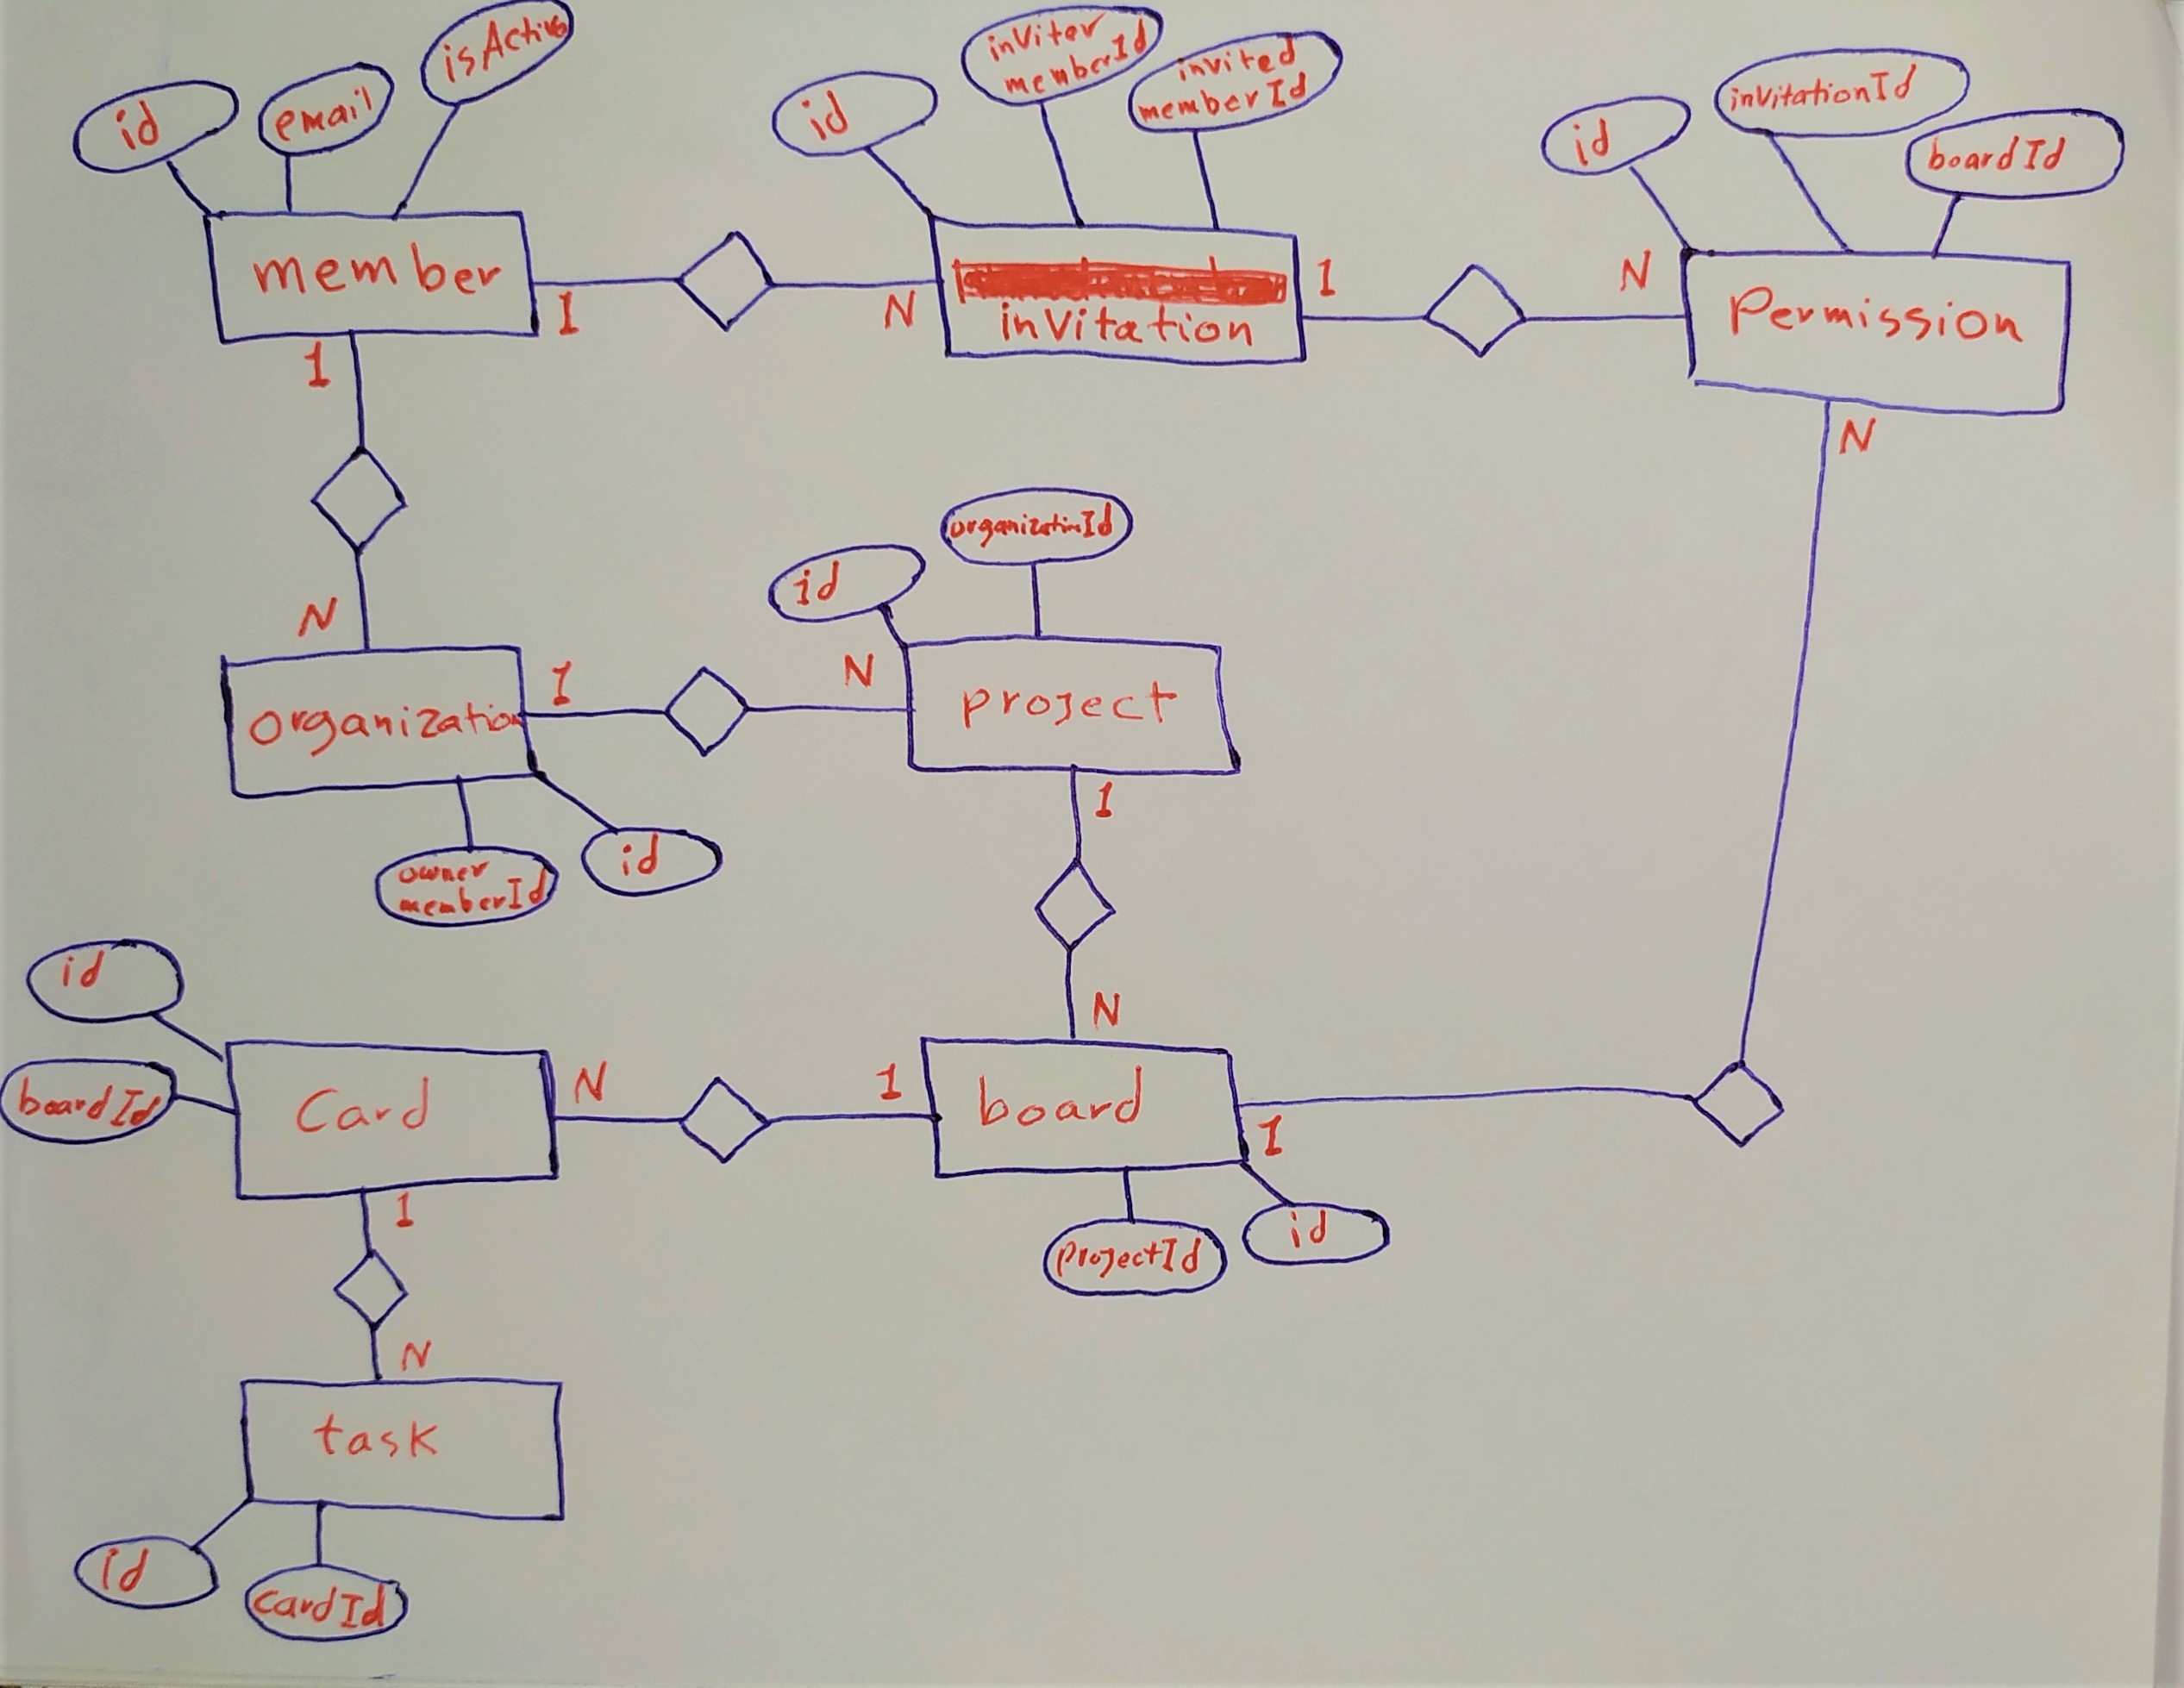 id
email
isActive
id
inViter
memberId
invited
memberId
id
invitationId
boardId
member
1
N
inVitation
1
N
Permission
1
N
N
organizationId
id
N
organization
1
N
project
1
owner
memberId
id
id
boardId
Card
N
1
N
board
1
1
projectId
id
N
task
id
cardId